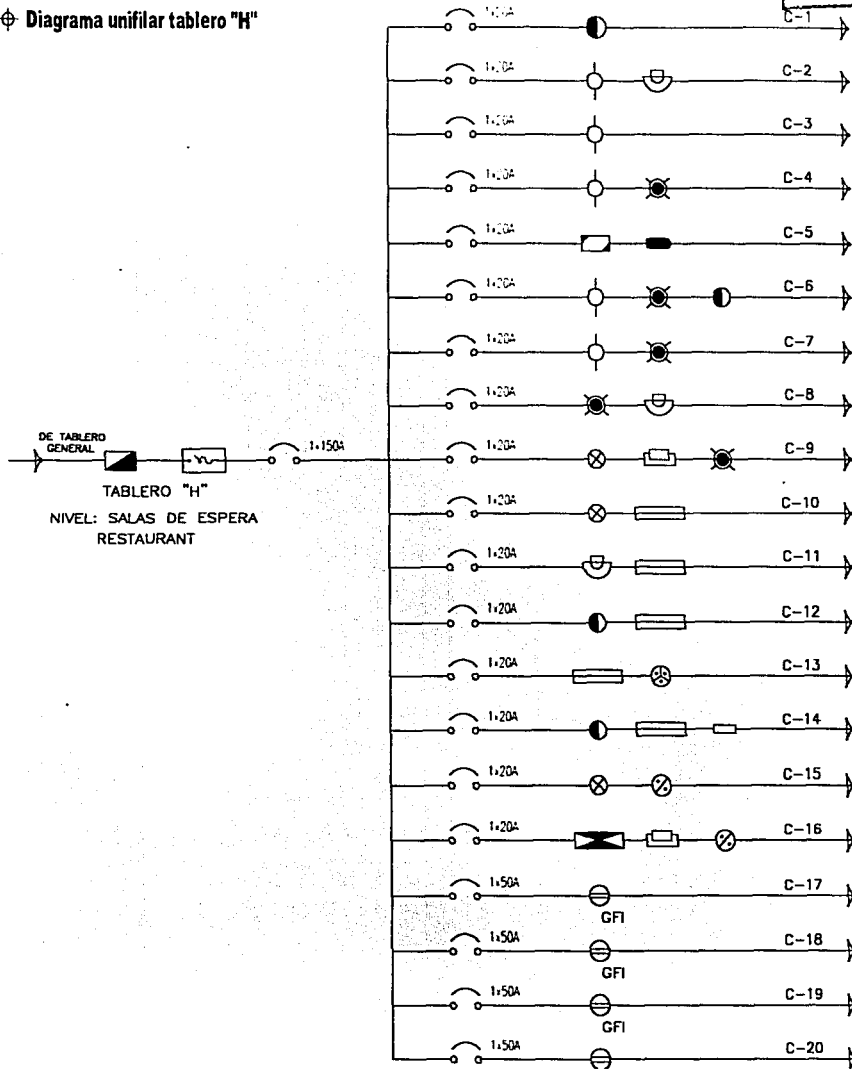 Diagrama unifilar tablero "H"
1x20A C-1
1x20A C-2
1x20A C-3
1x20A C-4
1x20A C-5
1x20A C-6
1x20A C-7
1x20A C-8
DE TABLERO
GENERAL
1x150A
1x20A C-9
TABLERO "H"
NIVEL: SALAS DE ESPERA
RESTAURANT
1x20A C-10
1x20A C-11
1x20A C-12
1x20A C-13
1x20A C-14
1x20A C-15
1x20A C-16
1x50A C-17
GFI
1x50A C-18
GFI
1x50A C-19
GFI
1x50A C-20